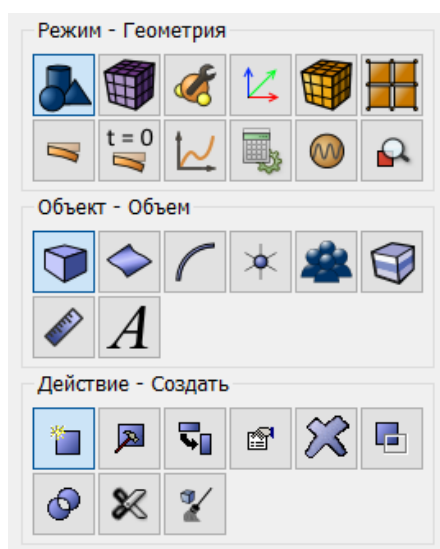 Режим - Геометрия
t = 0
Объект - Объем
A
Действие - Создать